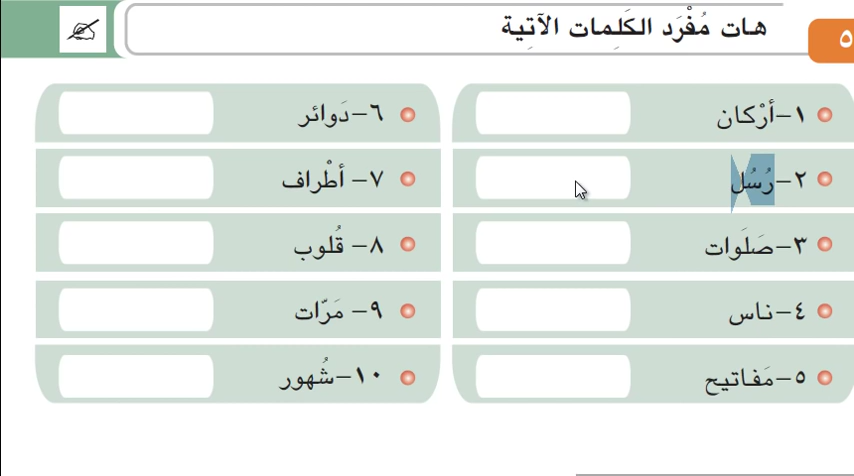 ٥
هات مُفْرَد الكَلِمات الآتِية
١–أرْكان
٢–رُسُل
٣–صَلَوات
٤–ناس
٥–مَفاتيح
٦–دَوائر
٧– أطْراف
٨– قُلوب
٩– مَرّات
١٠–شُهور